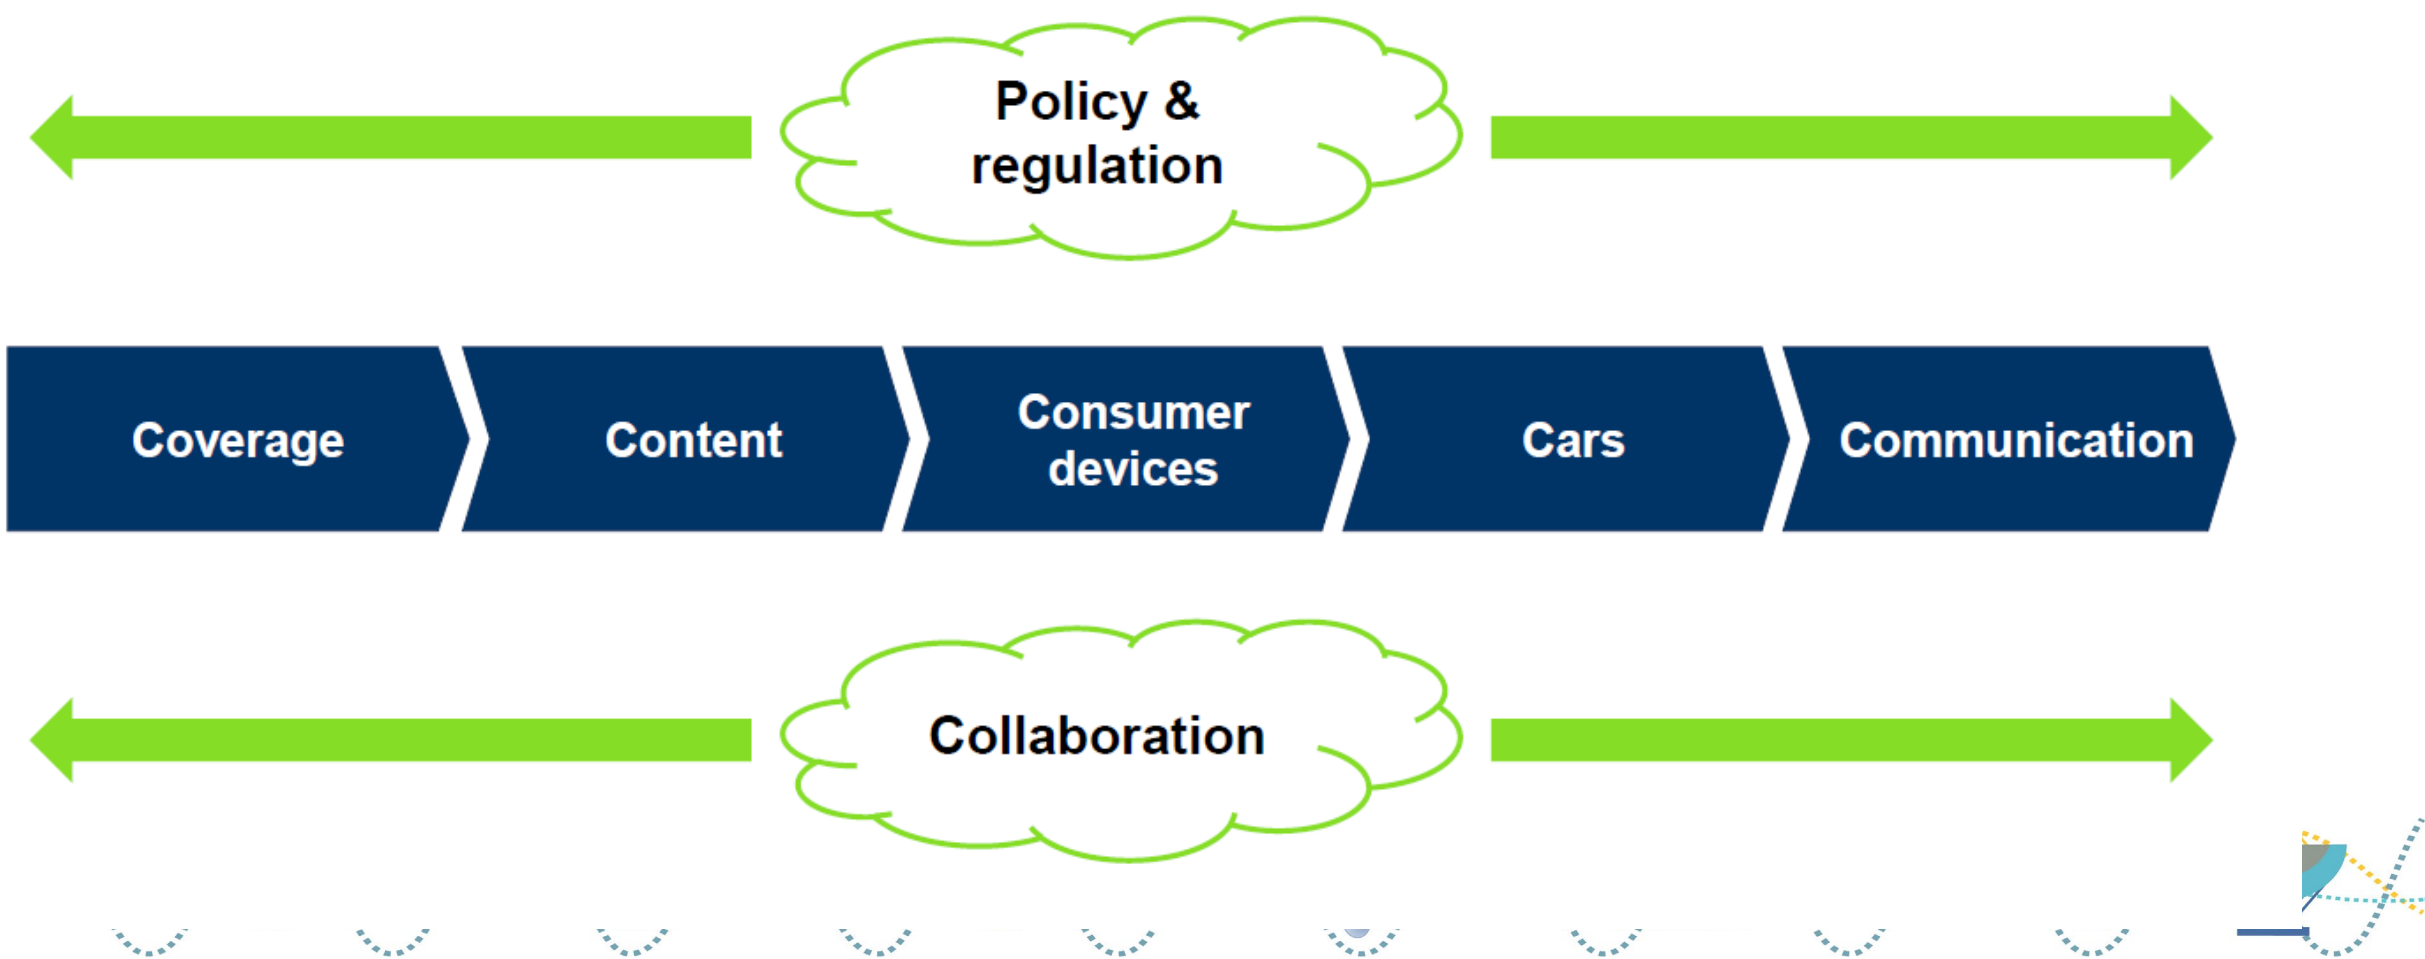 Policy &
regulation
Coverage
Content
Consumer
devices
Cars
Communication
Collaboration